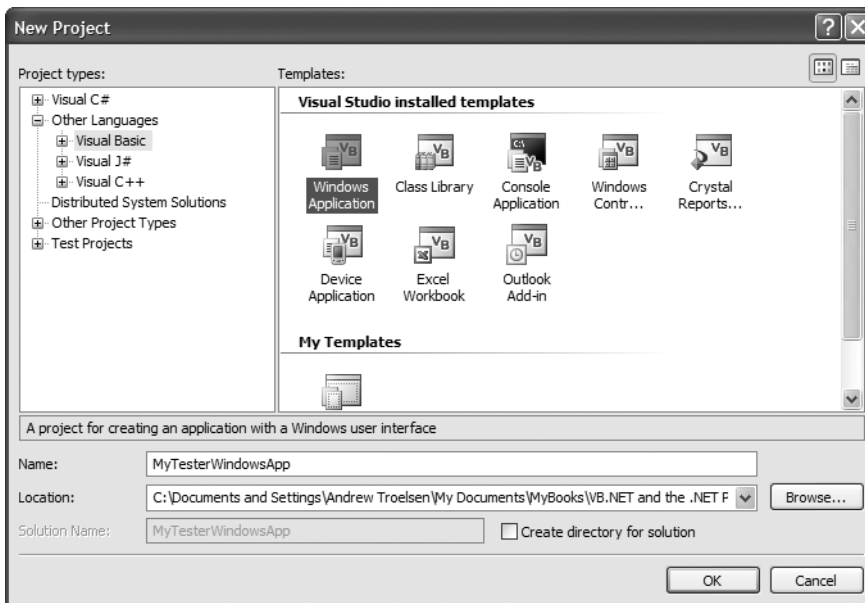 New Project
Project types:
Templates:
Visual C#
Other Languages
Visual Basic
Visual J#
Visual C++
Distributed System Solutions
Other Project Types
Test Projects
Visual Studio installed templates
Windows Application
Class Library
Console Application
Windows Contr...
Crystal Reports...
Device Application
Excel Workbook
Outlook Add-in
My Templates
A project for creating an application with a Windows user interface
Name:
MyTesterWindowsApp
Location:
C:\Documents and Settings\Andrew Troelsen\My Documents\MyBooks\VB.NET and the .NET P
Browse...
Solution Name:
MyTesterWindowsApp
Create directory for solution
OK
Cancel